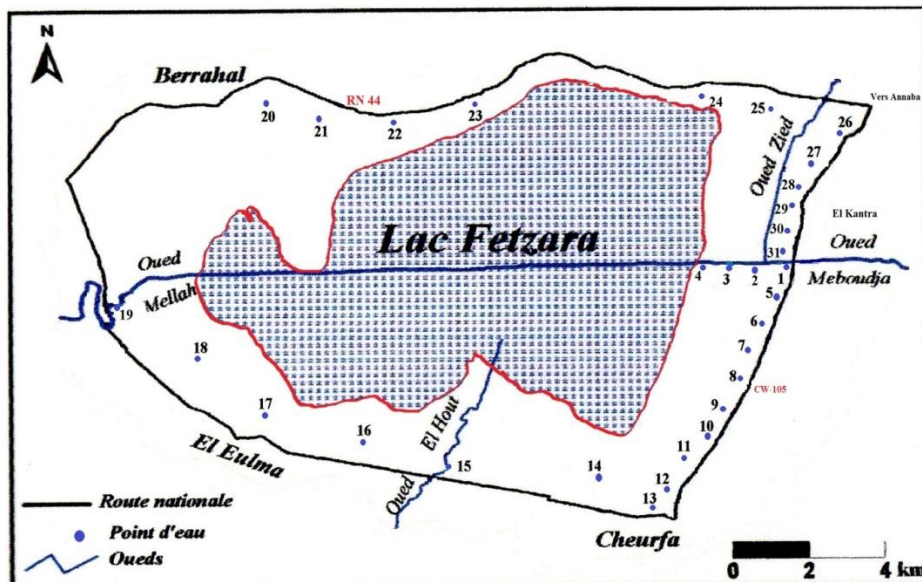 N
Berrahal
RN 44
20
21
22
23
24
25
Vers Annaba
26
27
28
29
30
31
Oued Zied
El Kantra
Oued
Meboudja
Lac Fetzara
Oued
Mellah
19
4
3
2
1
5
6
7
8
CW-105
9
10
11
12
13
14
15
16
17
18
Oued El Hout
El Eulma
Cheurfa
Route nationale
Point d'eau
Oueds
0 2 4 km